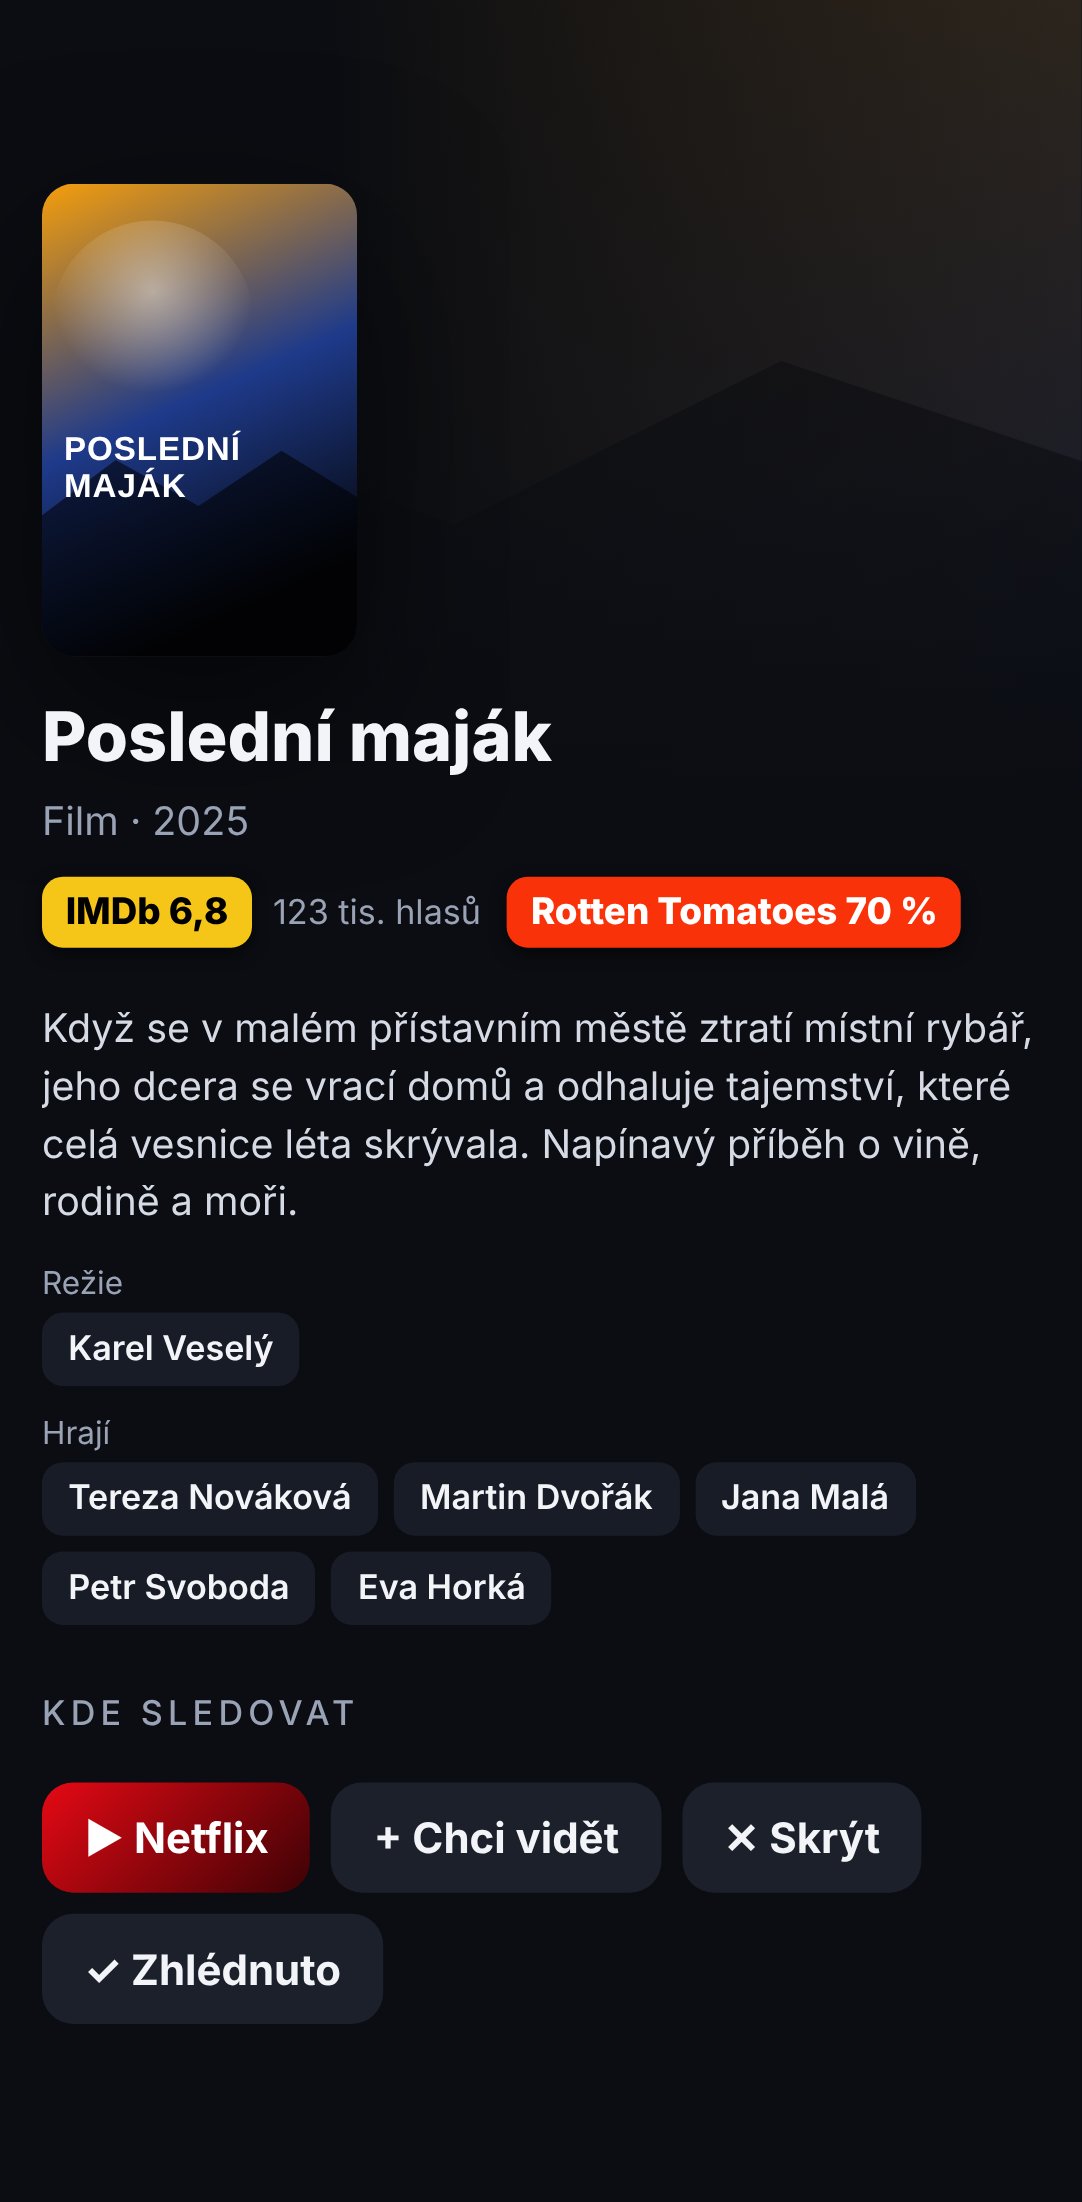 POSLEDNÍ
MAJÁK
Poslední maják
Film · 2025
IMDb 6,8 123 tis. hlasů Rotten Tomatoes 70 %
Když se v malém přístavním městě ztratí místní rybář,
jeho dcera se vrací domů a odhaluje tajemství, které
celá vesnice léta skrývala. Napínavý příběh o vině,
rodině a moři.
Režie
Karel Veselý
Hrají
Tereza Nováková Martin Dvořák Jana Malá
Petr Svoboda Eva Horká
KDE SLEDOVAT
▶ Netflix + Chci vidět ✕ Skrýt
✓ Zhlédnuto